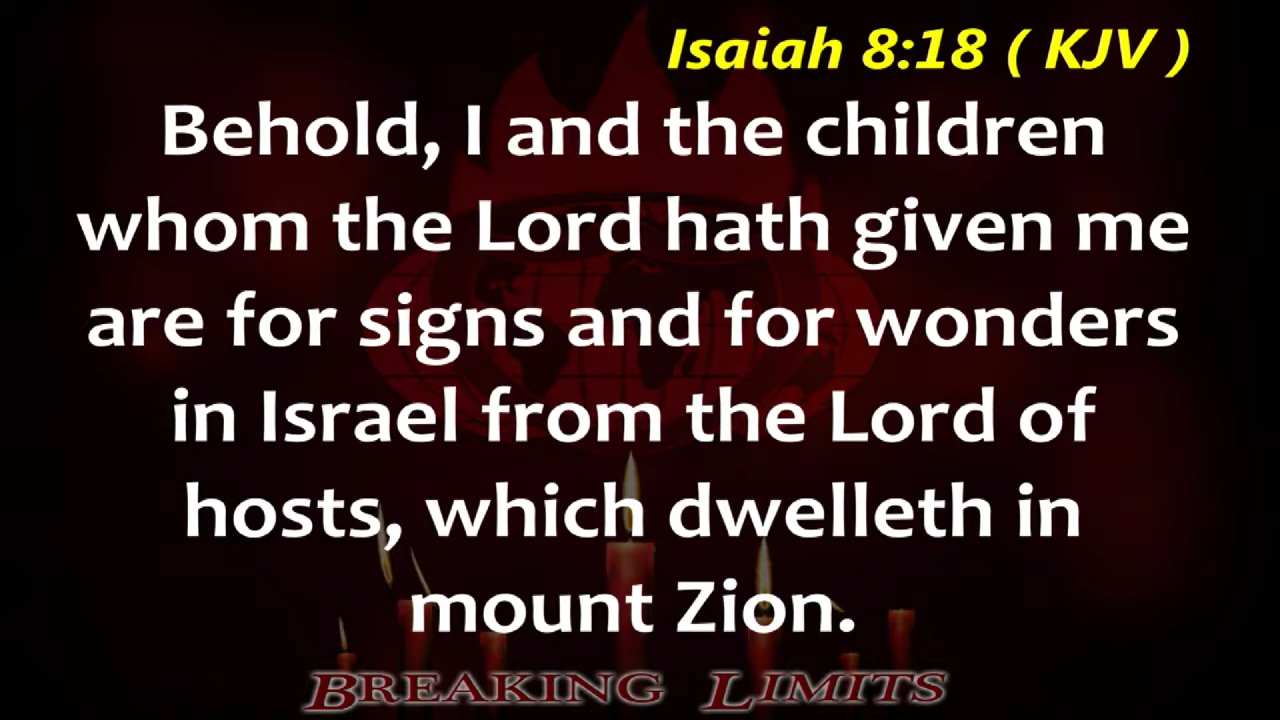 Isaiah 8:18 ( KJV )
Behold, I and the children
whom the Lord hath given me
are for signs and for wonders
in Israel from the Lord of
hosts, which dwelleth in
mount Zion.
BREAKING LIMITS